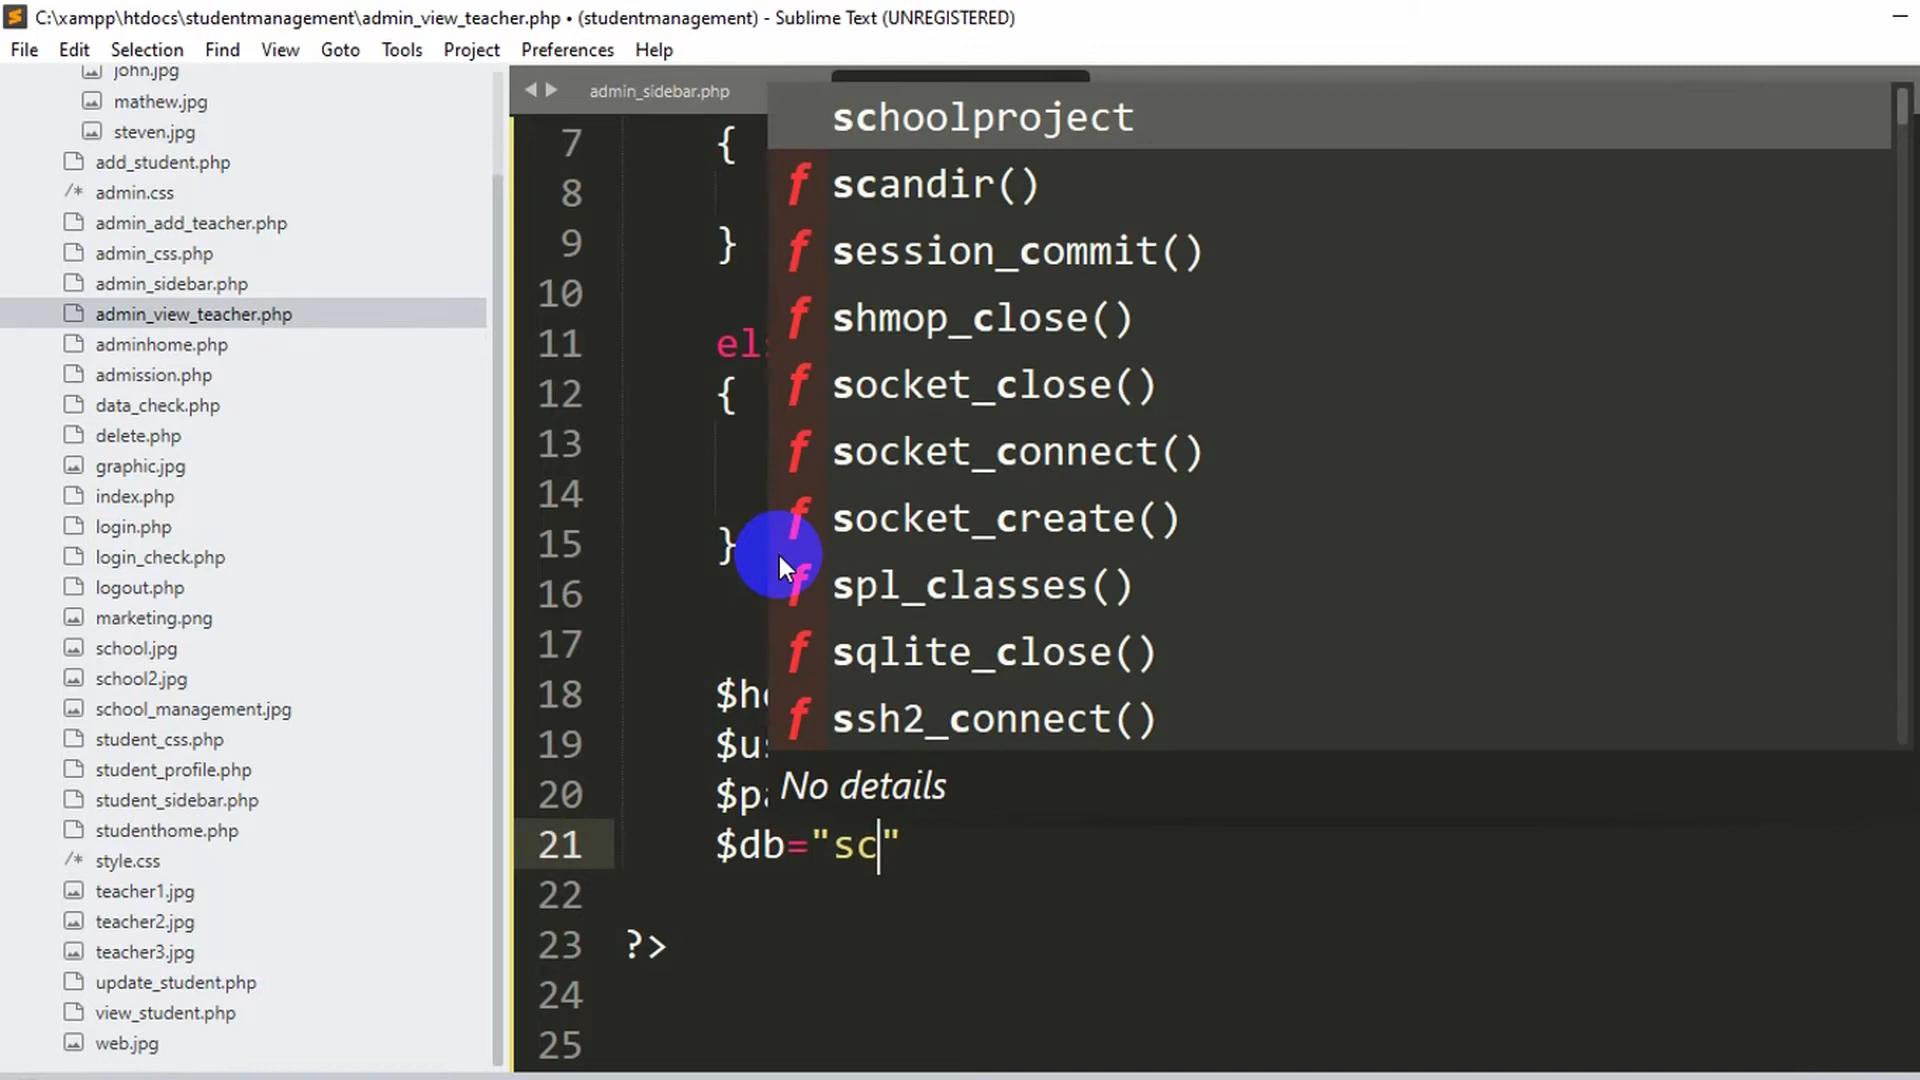 C:\xampp\htdocs\studentmanagement\admin_view_teacher.php • (studentmanagement) - Sublime Text (UNREGISTERED)
File Edit Selection Find View Goto Tools Project Preferences Help
john.jpg
mathew.jpg
steven.jpg
add_student.php
/* admin.css
admin_add_teacher.php
admin_css.php
admin_sidebar.php
admin_view_teacher.php
adminhome.php
admission.php
data_check.php
delete.php
graphic.jpg
index.php
login.php
login_check.php
logout.php
marketing.png
school.jpg
school2.jpg
school_management.jpg
student_css.php
student_profile.php
student_sidebar.php
studenthome.php
/* style.css
teacher1.jpg
teacher2.jpg
teacher3.jpg
update_student.php
view_student.php
web.jpg
admin_sidebar.php
7 {
8
9 }
10
11 els
12 {
13
14
15 }
16
17
18 $ho
19 $us
20 $pa
21 $db="sc"
22
23 ?>
24
25
schoolproject
f scandir()
f session_commit()
f shmop_close()
f socket_close()
f socket_connect()
f socket_create()
f spl_classes()
f sqlite_close()
f ssh2_connect()
No details